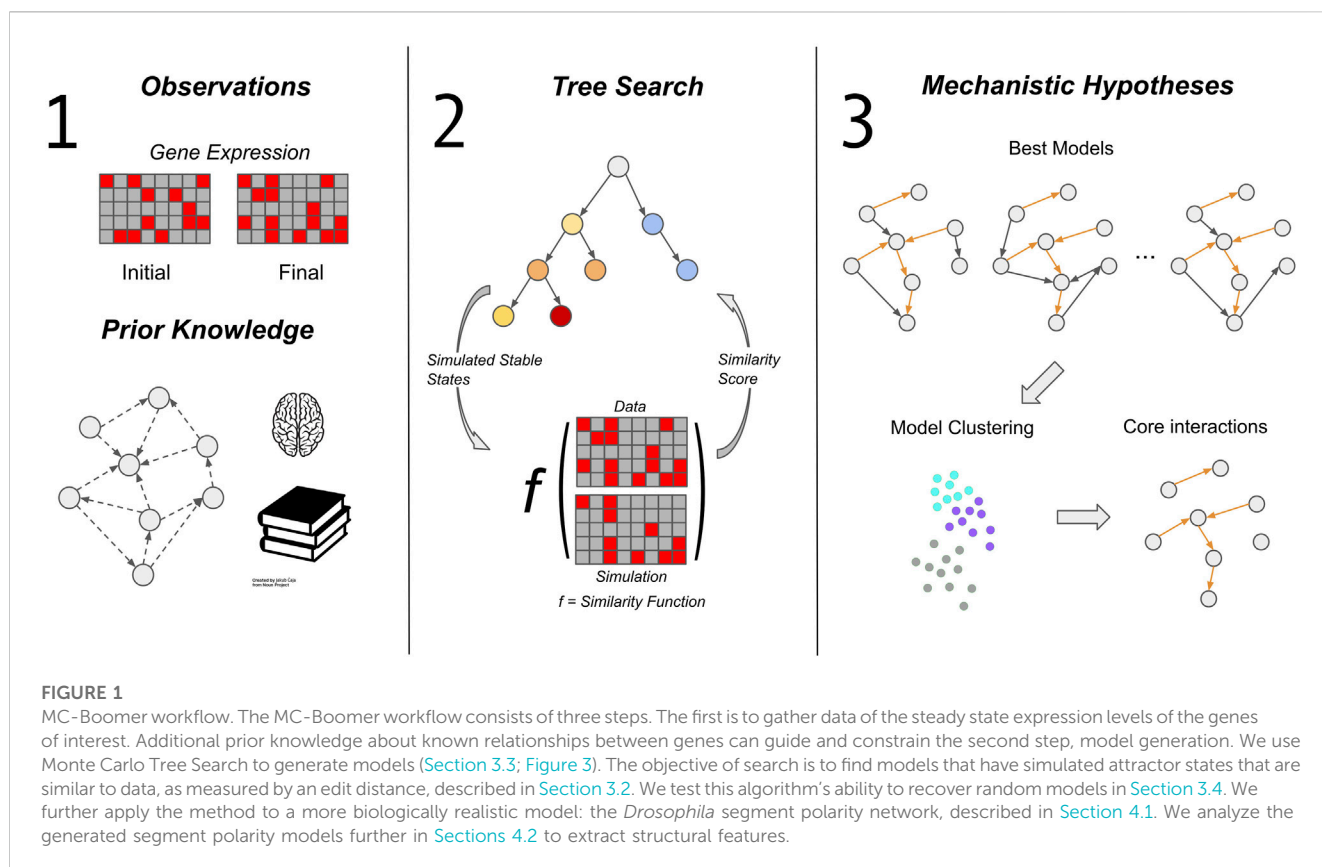 1
Observations
Gene Expression
Initial
Final
Prior Knowledge
Created by Jakub Čaja
from Noun Project
2
Tree Search
Simulated Stable
States
Similarity
Score
Data
f
Simulation
f = Similarity Function
3
Mechanistic Hypotheses
Best Models
...
Model Clustering
Core interactions
FIGURE 1
MC-Boomer workflow. The MC-Boomer workflow consists of three steps. The first is to gather data of the steady state expression levels of the genes
of interest. Additional prior knowledge about known relationships between genes can guide and constrain the second step, model generation. We use
Monte Carlo Tree Search to generate models (Section 3.3; Figure 3). The objective of search is to find models that have simulated attractor states that are
similar to data, as measured by an edit distance, described in Section 3.2. We test this algorithm's ability to recover random models in Section 3.4. We
further apply the method to a more biologically realistic model: the Drosophila segment polarity network, described in Section 4.1. We analyze the
generated segment polarity models further in Sections 4.2 to extract structural features.